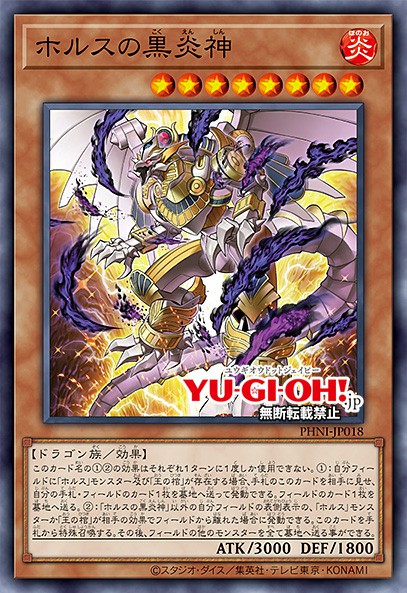 ホルスの黒炎神
こく えん しん
炎
ほのお
ユウギオウドットジェイピー
YU-GI-OH!.jp
無断転載禁止
PHNI-JP018
【ドラゴン族／効果】
このカード名の①②の効果はそれぞれ１ターンに１度しか使用できない。①：自分フィー
ルドに「ホルス」モンスター及び「王の棺」が存在する場合、手札のこのカードを相手に見せ、
自分の手札・フィールドのカード１枚を墓地へ送って発動できる。フィールドのカード１枚を
墓地へ送る。②：「ホルスの黒炎神」以外の自分フィールドの表側表示の、「ホルス」モンス
ターか「王の棺」が相手の効果でフィールドから離れた場合に発動できる。このカードを手
札から特殊召喚する。その後、フィールドの他のモンスターを全て墓地へ送る事ができる。
ATK/3000 DEF/1800
©スタジオ・ダイス／集英社・テレビ東京・KONAMI